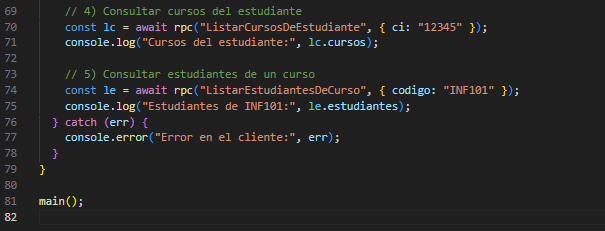 69 // 4) Consultar cursos del estudiante
70 const lc = await rpc("ListarCursosDeEstudiante", { ci: "12345" });
71 console.log("Cursos del estudiante:", lc.cursos);
72
73 // 5) Consultar estudiantes de un curso
74 const le = await rpc("ListarEstudiantesDeCurso", { codigo: "INF101" });
75 console.log("Estudiantes de INF101:", le.estudiantes);
76 } catch (err) {
77 console.error("Error en el cliente:", err);
78 }
79 }
80
81 main();
82